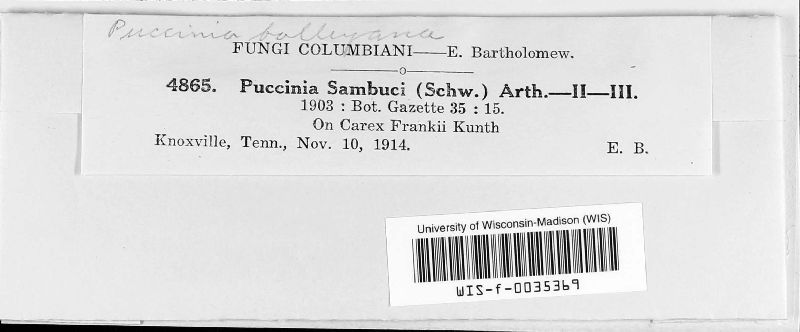 Puccinia bolleyana
FUNGI COLUMBIANI——E. Bartholomew.
4865. Puccinia Sambuci (Schw.) Arth.—II—III.
1903 : Bot. Gazette 35 : 15.
On Carex Frankii Kunth
Knoxville, Tenn., Nov. 10, 1914. E. B.
University of Wisconsin-Madison (WIS)
WIS-f-0035369